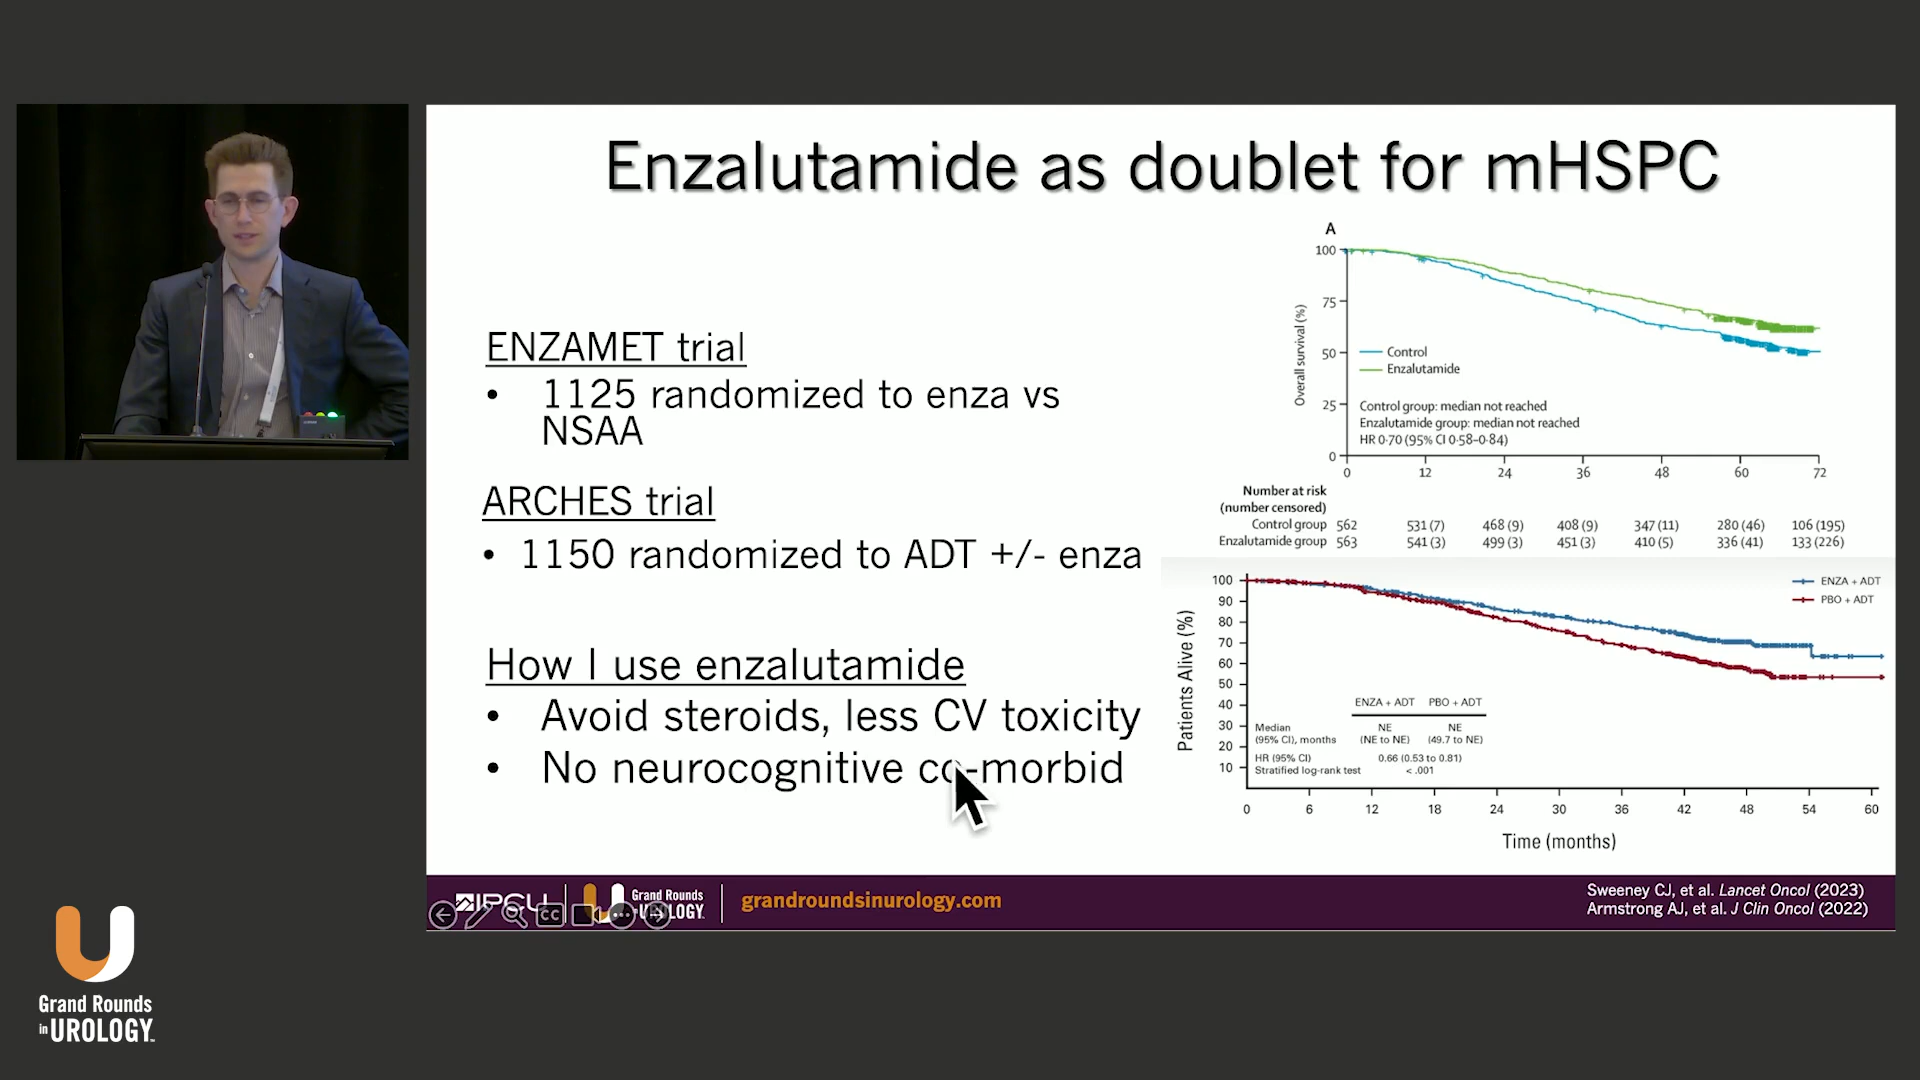 Enzalutamide as doublet for mHSPC
ENZAMET trial
• 1125 randomized to enza vs
NSAA
ARCHES trial
• 1150 randomized to ADT +/- enza
How I use enzalutamide
• Avoid steroids, less CV toxicity
• No neurocognitive co-morbid
A
100
75
50
25
0
Overall survival (%)
Control
Enzalutamide
Control group: median not reached
Enzalutamide group: median not reached
HR 0·70 (95% CI 0·58–0·84)
0 12 24 36 48 60 72
Number at risk
(number censored)
Control group 562 531 (7) 468 (9) 408 (9) 347 (11) 280 (46) 106 (195)
Enzalutamide group 563 541 (3) 499 (3) 451 (3) 410 (5) 336 (41) 133 (226)
100
90
80
70
60
50
40
30
20
10
Patients Alive (%)
ENZA + ADT
PBO + ADT
ENZA + ADT PBO + ADT
Median
(95% CI), months
NE
(NE to NE)
NE
(49.7 to NE)
HR (95% CI) 0.66 (0.53 to 0.81)
Stratified log-rank test < .001
0 6 12 18 24 30 36 42 48 54 60
Time (months)
IPCU
CC
Grand Rounds
in UROLOGY
grandroundsinurology.com
Sweeney CJ, et al. Lancet Oncol (2023)
Armstrong AJ, et al. J Clin Oncol (2022)
Grand Rounds
in UROLOGY